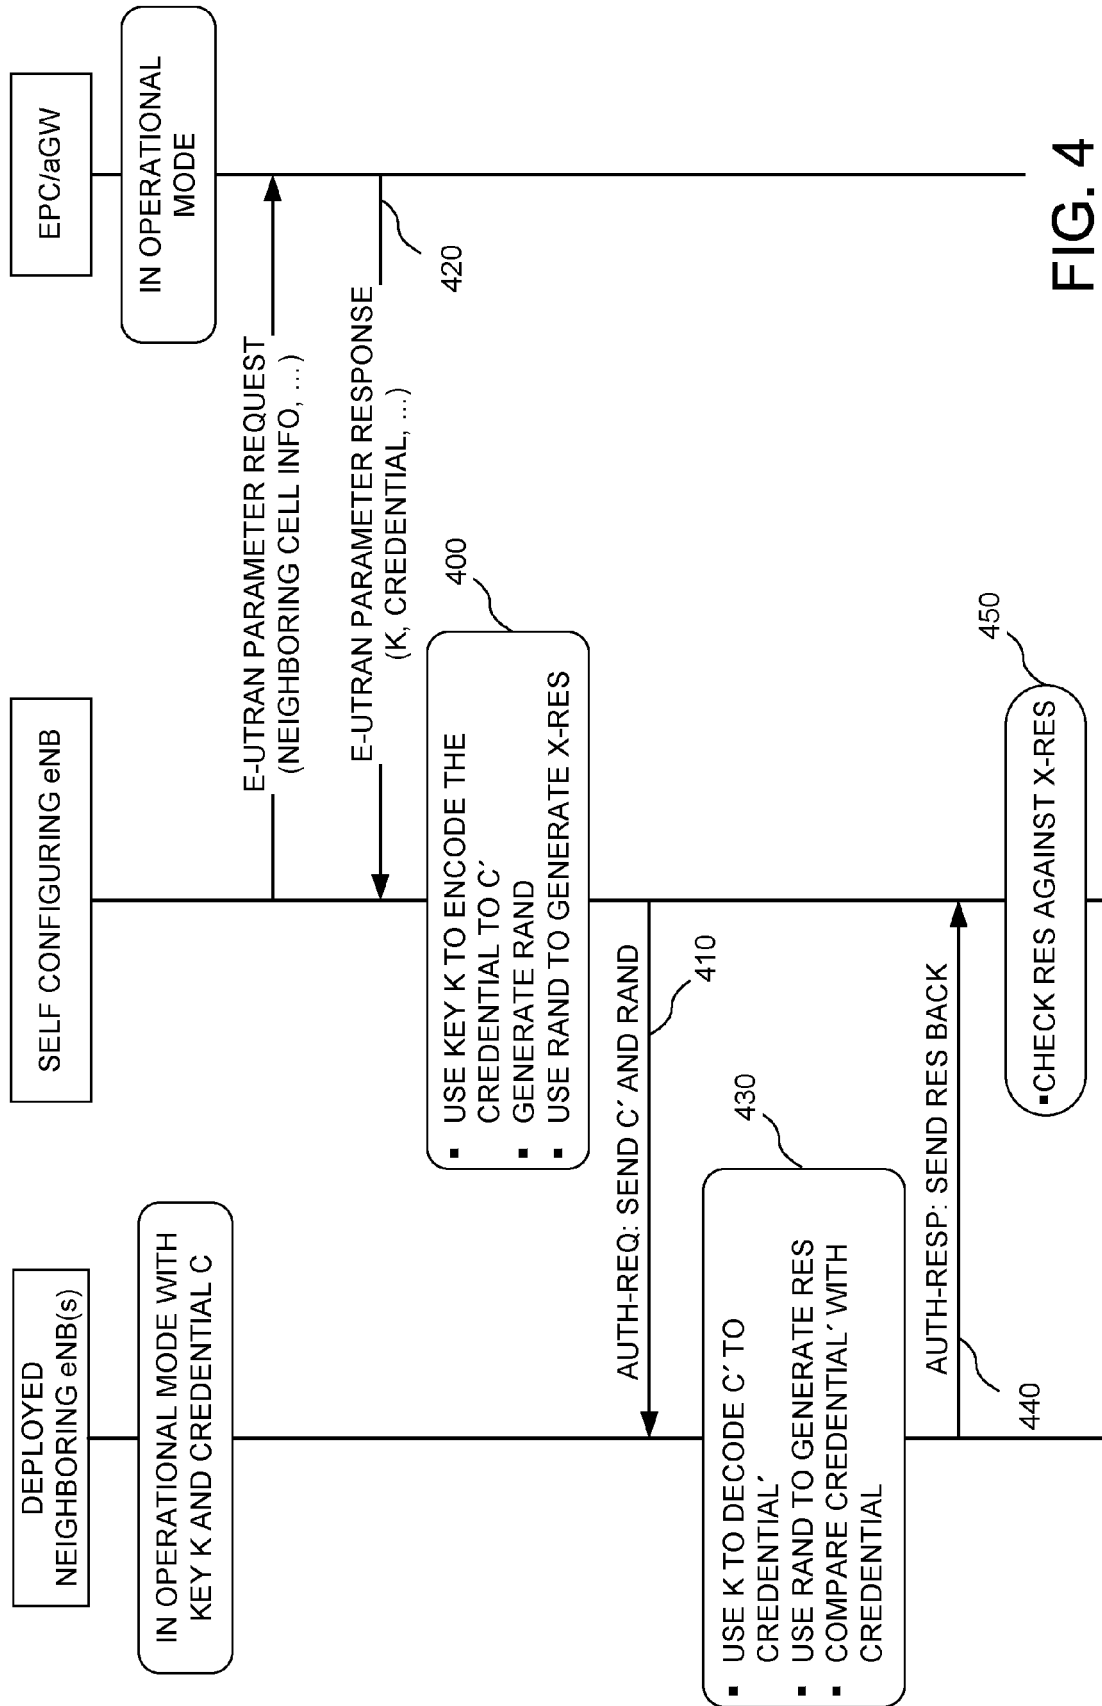 DEPLOYED
NEIGHBORING eNB(s)
SELF CONFIGURING eNB
EPC/aGW
IN OPERATIONAL MODE WITH
KEY K AND CREDENTIAL C
IN OPERATIONAL
MODE
E-UTRAN PARAMETER REQUEST
(NEIGHBORING CELL INFO, ...)
E-UTRAN PARAMETER RESPONSE
(K, CREDENTIAL, ...)
420
400
▪ USE KEY K TO ENCODE THE
CREDENTIAL TO C′
▪ GENERATE RAND
▪ USE RAND TO GENERATE X-RES
AUTH-REQ: SEND C′ AND RAND
410
430
▪ USE K TO DECODE C′ TO
CREDENTIAL′
▪ USE RAND TO GENERATE RES
▪ COMPARE CREDENTIAL′ WITH
CREDENTIAL
AUTH-RESP: SEND RES BACK
440
450
▪CHECK RES AGAINST X-RES
FIG. 4